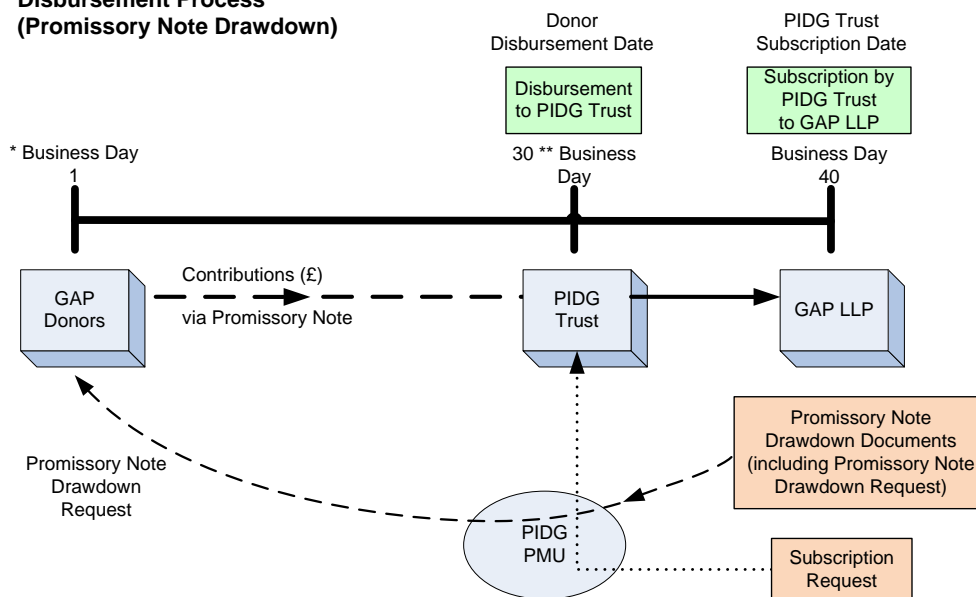 Disbursement Process
(Promissory Note Drawdown)
Donor
Disbursement Date
PIDG Trust
Subscription Date
Disbursement
to PIDG Trust
Subscription by
PIDG Trust
to GAP LLP
* Business Day
1
30 ** Business
Day
Business Day
40
GAP
Donors
Contributions (£)
via Promissory Note
PIDG
Trust
GAP LLP
Promissory Note
Drawdown
Request
Promissory Note
Drawdown Documents
(including Promissory Note
Drawdown Request)
PIDG
PMU
Subscription
Request